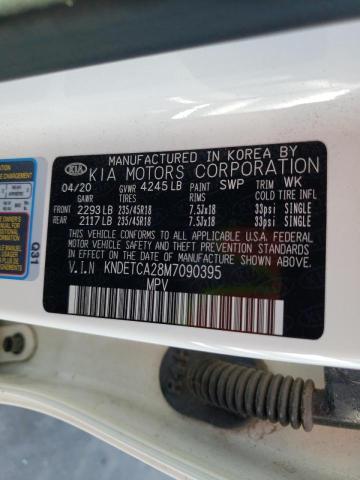 MANUFACTURED IN KOREA BY
KIA MOTORS CORPORATION
KIA
04/20 GVWR 4245 LB PAINT SWP TRIM WK
GAWR TIRES RIMS COLD TIRE INFL
FRONT 2293 LB 235/45R18 7.5Jx18 33psi SINGLE
REAR 2117 LB 235/45R18 7.5Jx18 33psi SINGLE
THIS VEHICLE CONFORMS TO ALL APPLICABLE U.S.A. FEDERAL MOTOR
VEHICLE SAFETY AND THEFT PREVENTION STANDARDS
IN EFFECT ON THE DATE OF MANUFACTURE SHOWN ABOVE.
V.I.N KNDETCA28M7090395
MPV
Q31